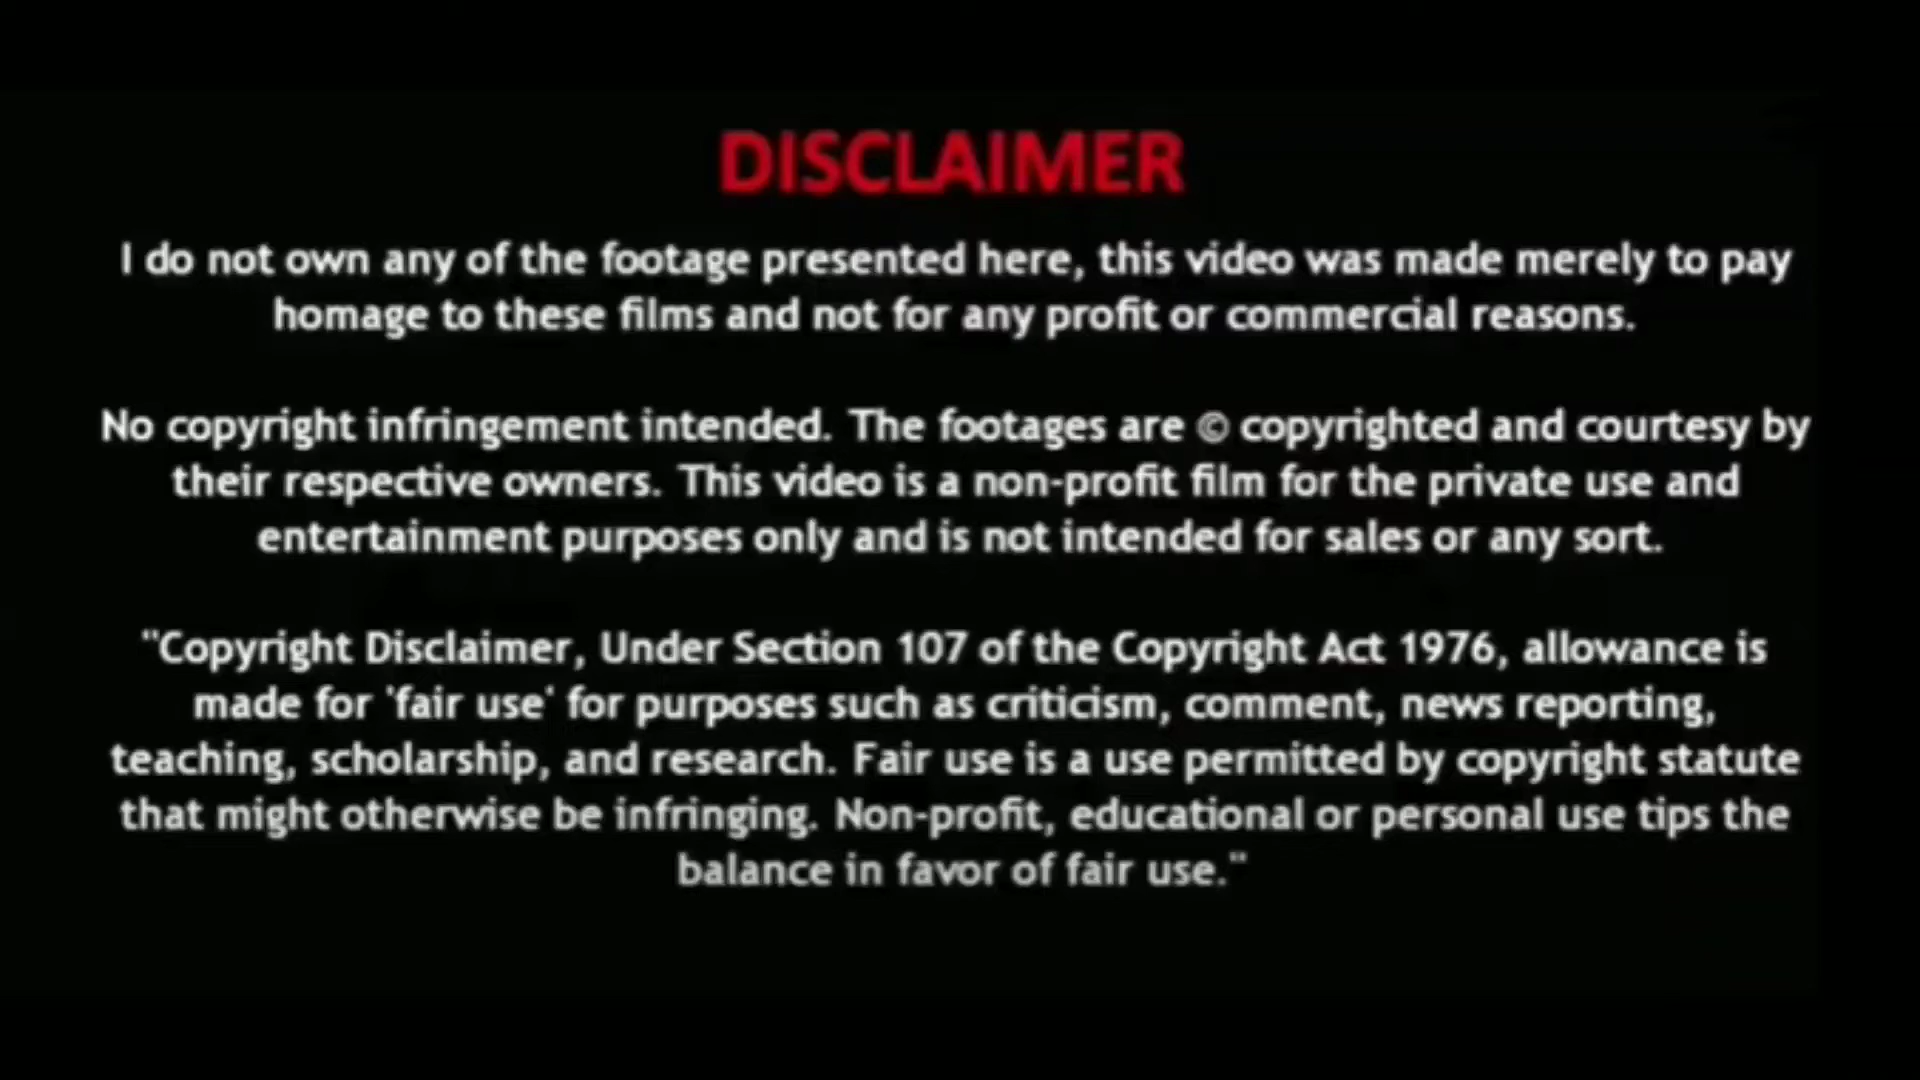 DISCLAIMER
I do not own any of the footage presented here, this video was made merely to pay
homage to these films and not for any profit or commercial reasons.
No copyright infringement intended. The footages are © copyrighted and courtesy by
their respective owners. This video is a non-profit film for the private use and
entertainment purposes only and is not intended for sales or any sort.
"Copyright Disclaimer, Under Section 107 of the Copyright Act 1976, allowance is
made for 'fair use' for purposes such as criticism, comment, news reporting,
teaching, scholarship, and research. Fair use is a use permitted by copyright statute
that might otherwise be infringing. Non-profit, educational or personal use tips the
balance in favor of fair use."